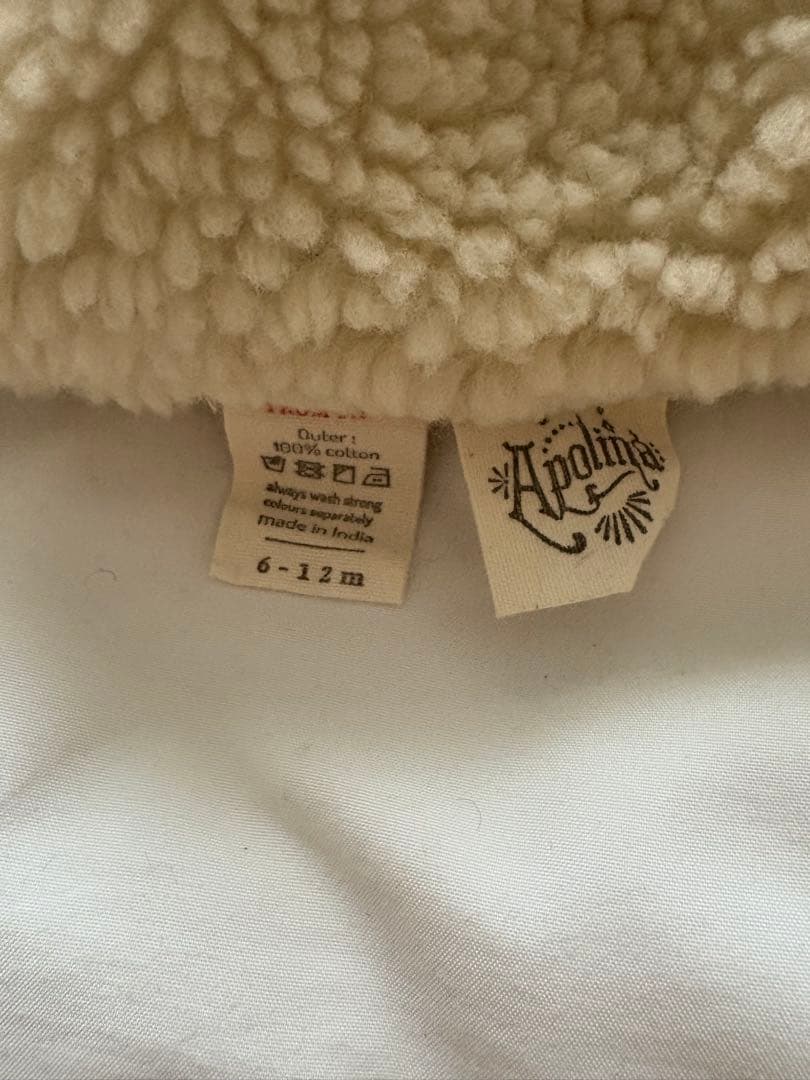 Outer :
100% cotton
always wash strong
colours separately
made in India
6-12m
Apolina